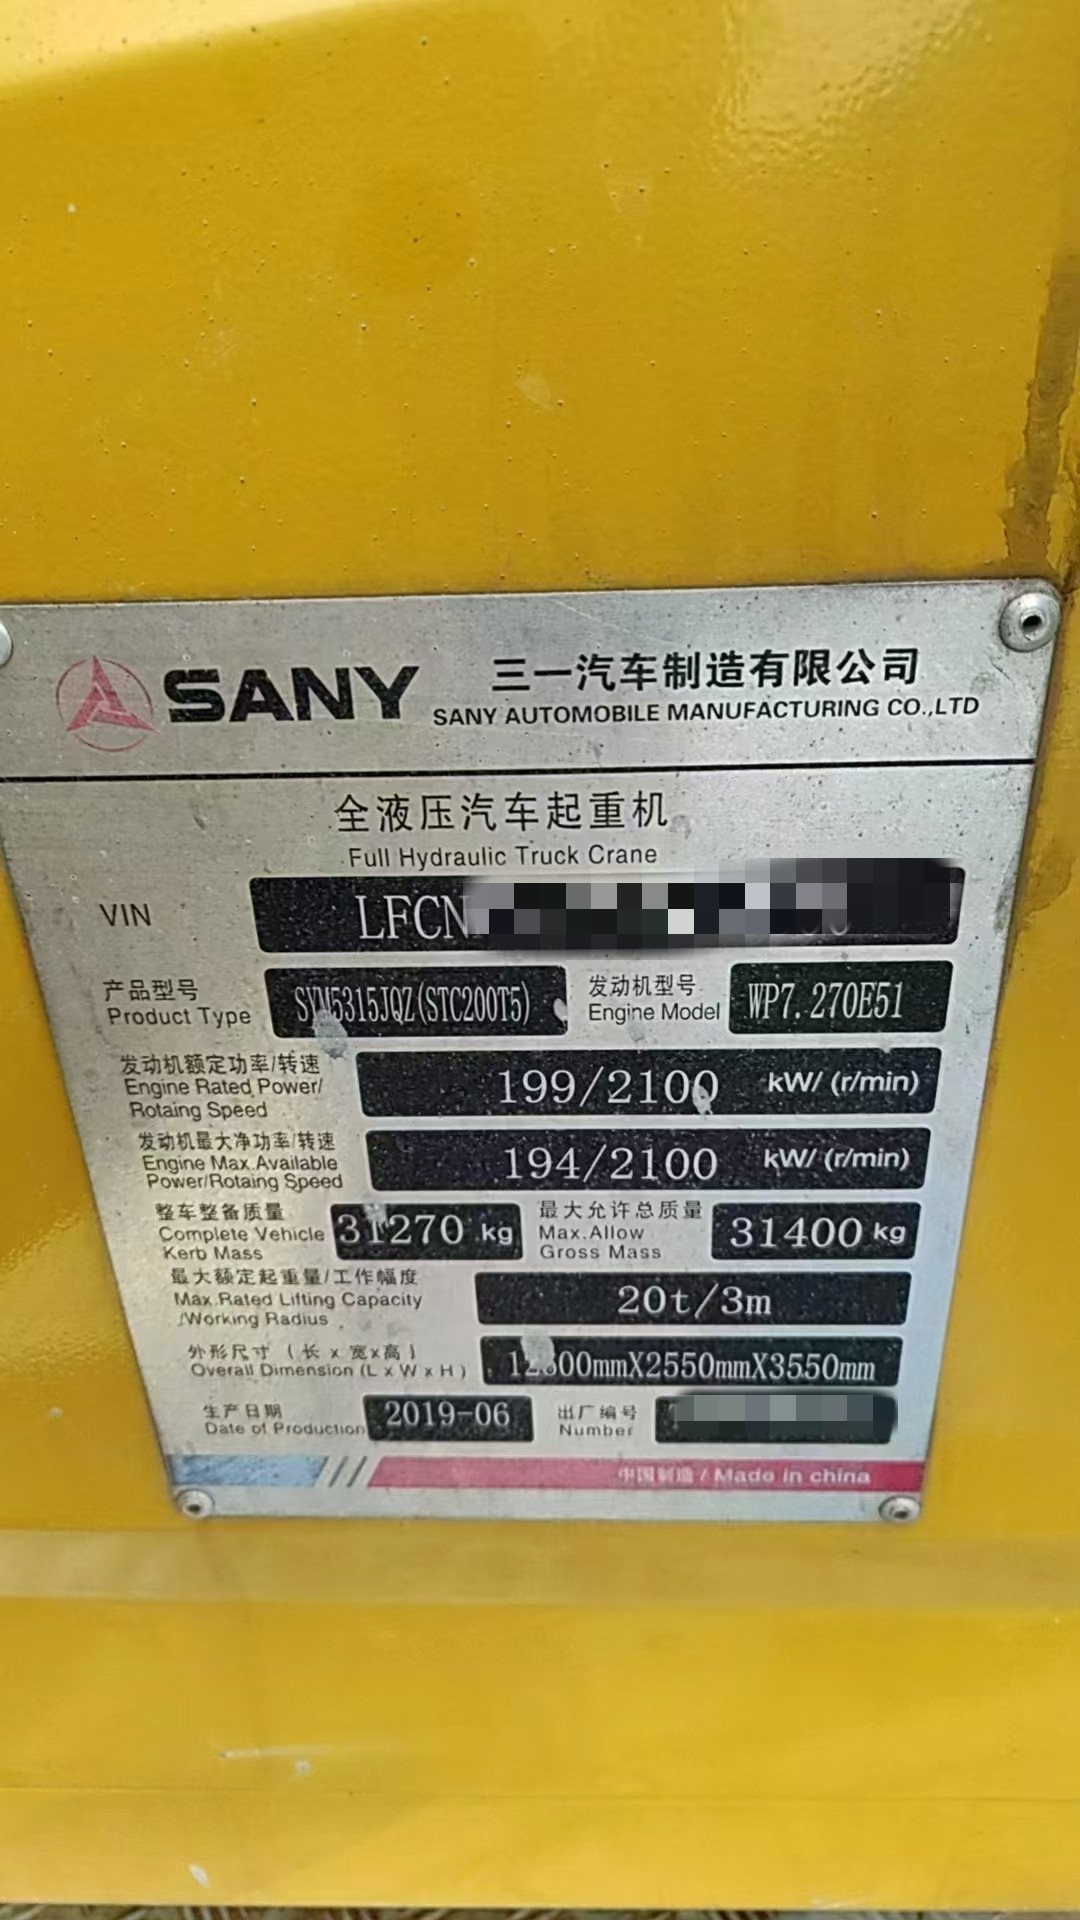 SANY 三一汽车制造有限公司
SANY AUTOMOBILE MANUFACTURING CO.,LTD
全液压汽车起重机
Full Hydraulic Truck Crane
VIN LFCN
产品型号 SYM5315JQZ(STC200T5) 发动机型号 WP7.270E51
Product Type Engine Model
发动机额定功率/转速
Engine Rated Power/ 199/2100 kW/ (r/min)
Rotaing Speed
发动机最大净功率/转速
Engine Max.Available 194/2100 kW/ (r/min)
Power/Rotaing Speed
整车整备质量 31270 kg 最大允许总质量 31400 kg
Complete Vehicle Max.Allow
Kerb Mass Gross Mass
最大额定起重量/工作幅度
Max.Rated Lifting Capacity 20t/3m
/Working Radius
外形尺寸 (长x宽x高)
Overall Dimension (L x W x H) mmX2550mmX3550mm
生产日期 2019-06 出厂编号
Date of Production Number
中国制造 / Made in china